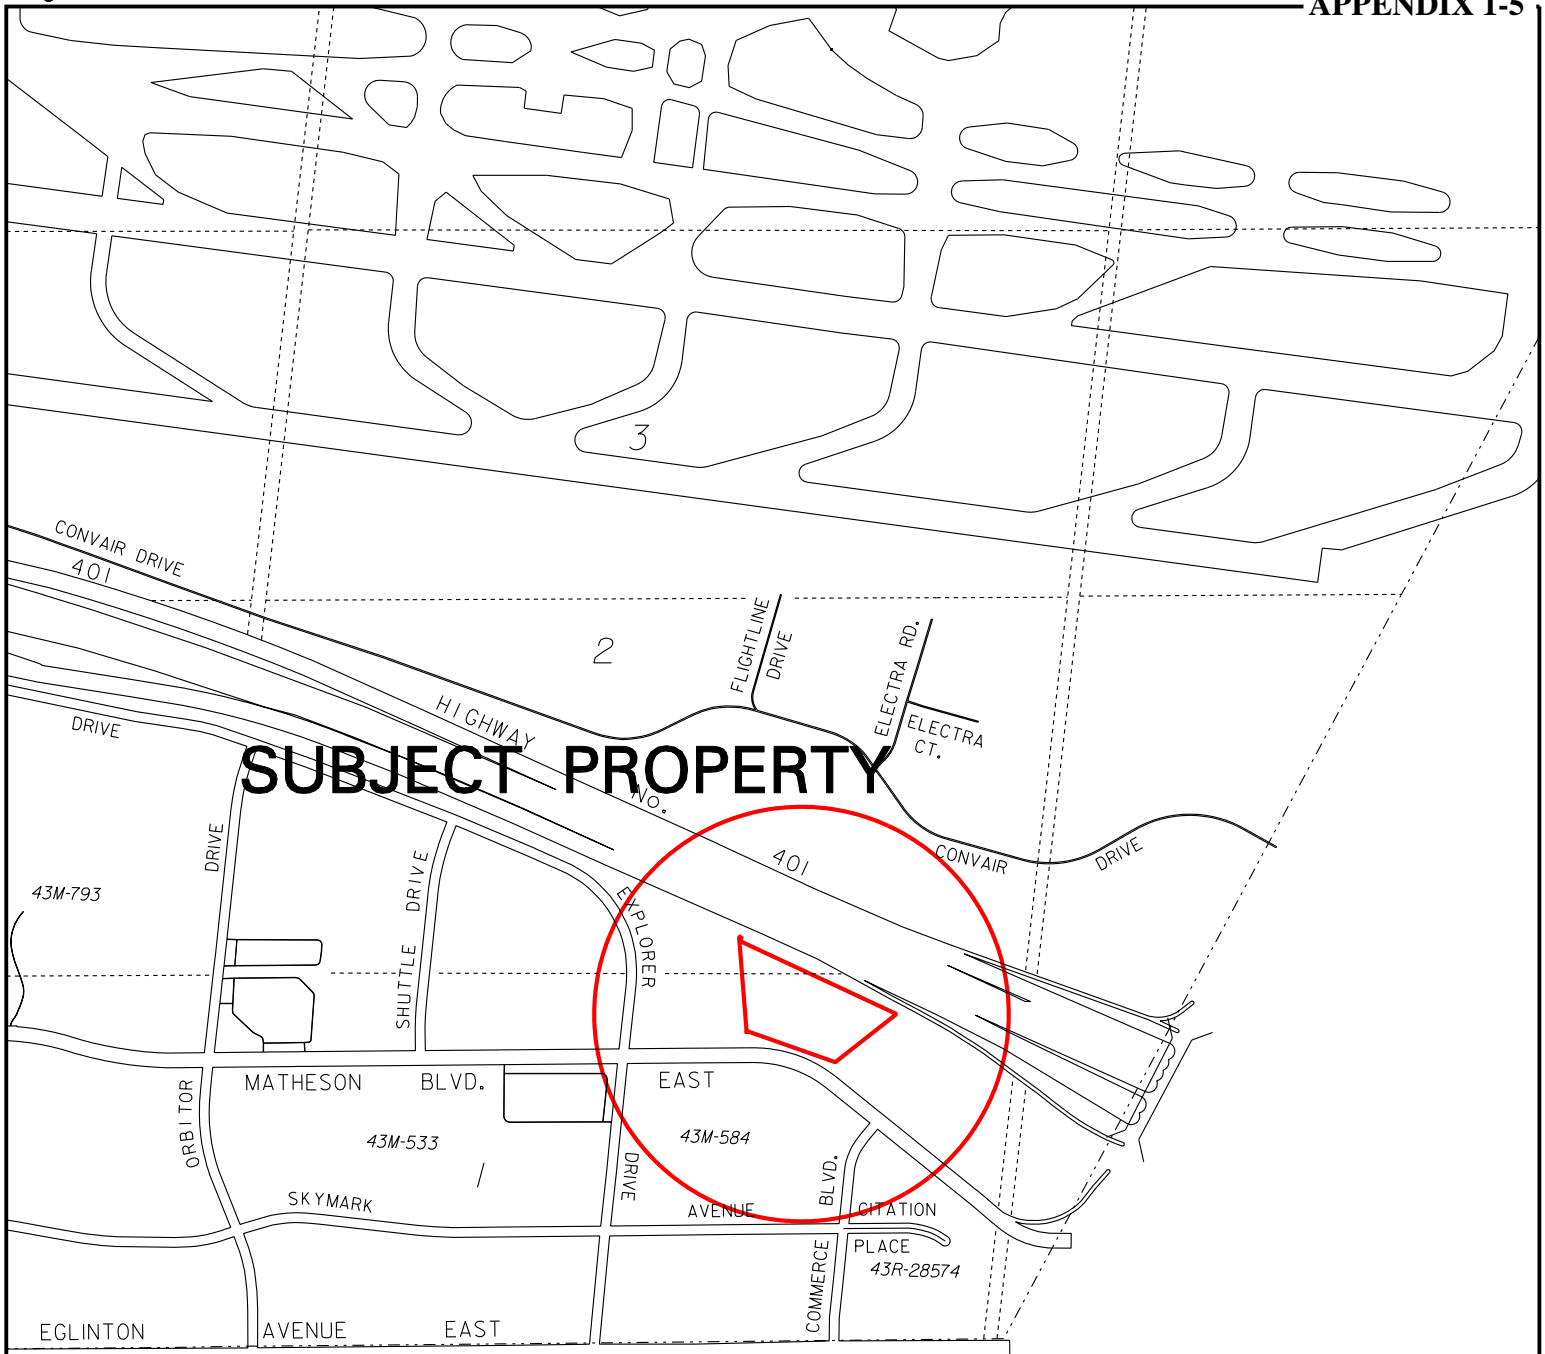 APPENDIX 1-5
3
CONVAIR DRIVE
401
2
FLIGHTLINE
DRIVE
ELECTRA RD.
ELECTRA
CT.
HIGHWAY
No.
401
DRIVE
SUBJECT PROPERTY
CONVAIR
DRIVE
DRIVE
SHUTTLE DRIVE
EXPLORER
43M-793
MATHESON BLVD. EAST
ORBITOR
43M-533
43M-584
DRIVE
BLVD.
SKYMARK
AVENUE
CITATION
PLACE
43R-28574
COMMERCE
EGLINTON AVENUE EAST